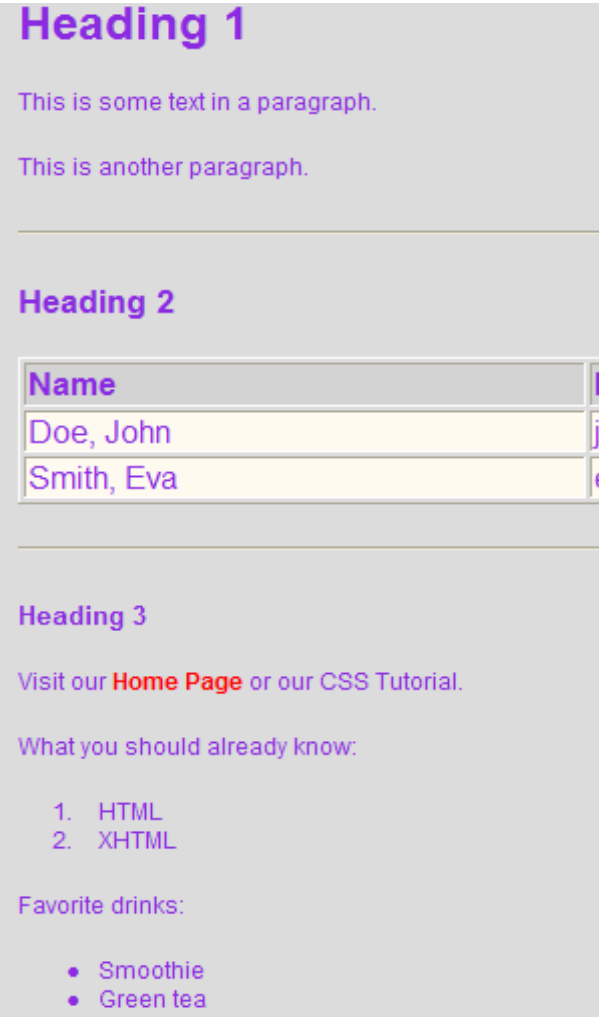 Heading 1
This is some text in a paragraph.
This is another paragraph.
Heading 2
Name
Doe, John
Smith, Eva
Heading 3
Visit our Home Page or our CSS Tutorial.
What you should already know:
1. HTML
2. XHTML
Favorite drinks:
● Smoothie
● Green tea